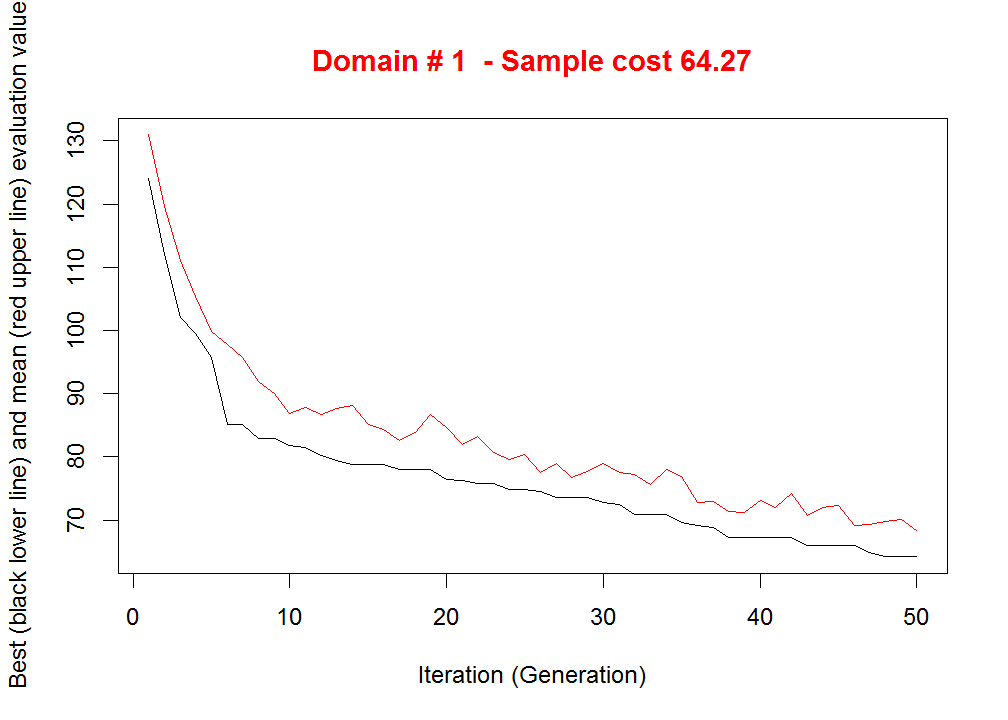 Domain # 1  - Sample cost 64.27
Best (black lower line) and mean (red upper line) evaluation value
130
120
110
100
90
80
70
0 10 20 30 40 50
Iteration (Generation)